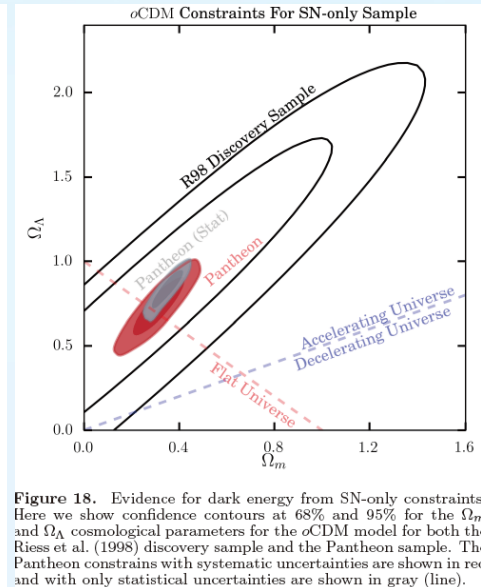 oCDM Constraints For SN-only Sample
2.0
1.5
1.0
0.5
0.0
Ω_Λ
R98 Discovery Sample
Pantheon (Stat)
Pantheon
Accelerating Universe
Decelerating Universe
Flat Universe
0.0 0.4 0.8 1.2 1.6
Ω_m
Figure 18. Evidence for dark energy from SN-only constraints
Here we show confidence contours at 68% and 95% for the Ω_m
and Ω_Λ cosmological parameters for the oCDM model for both the
Riess et al. (1998) discovery sample and the Pantheon sample. The
Pantheon constrains with systematic uncertainties are shown in red
and with only statistical uncertainties are shown in gray (line).